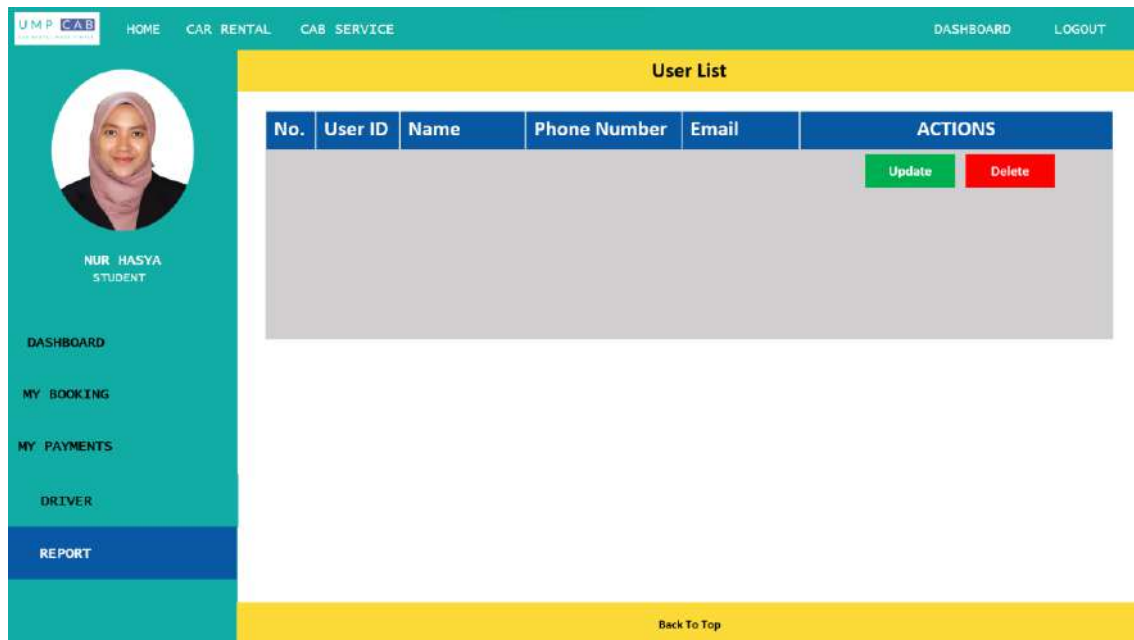 UMP CAB
HOME CAR RENTAL CAB SERVICE DASHBOARD LOGOUT
User List
No. User ID Name Phone Number Email ACTIONS
Update Delete
NUR HASYA
STUDENT
DASHBOARD
MY BOOKING
MY PAYMENTS
DRIVER
REPORT
Back To Top